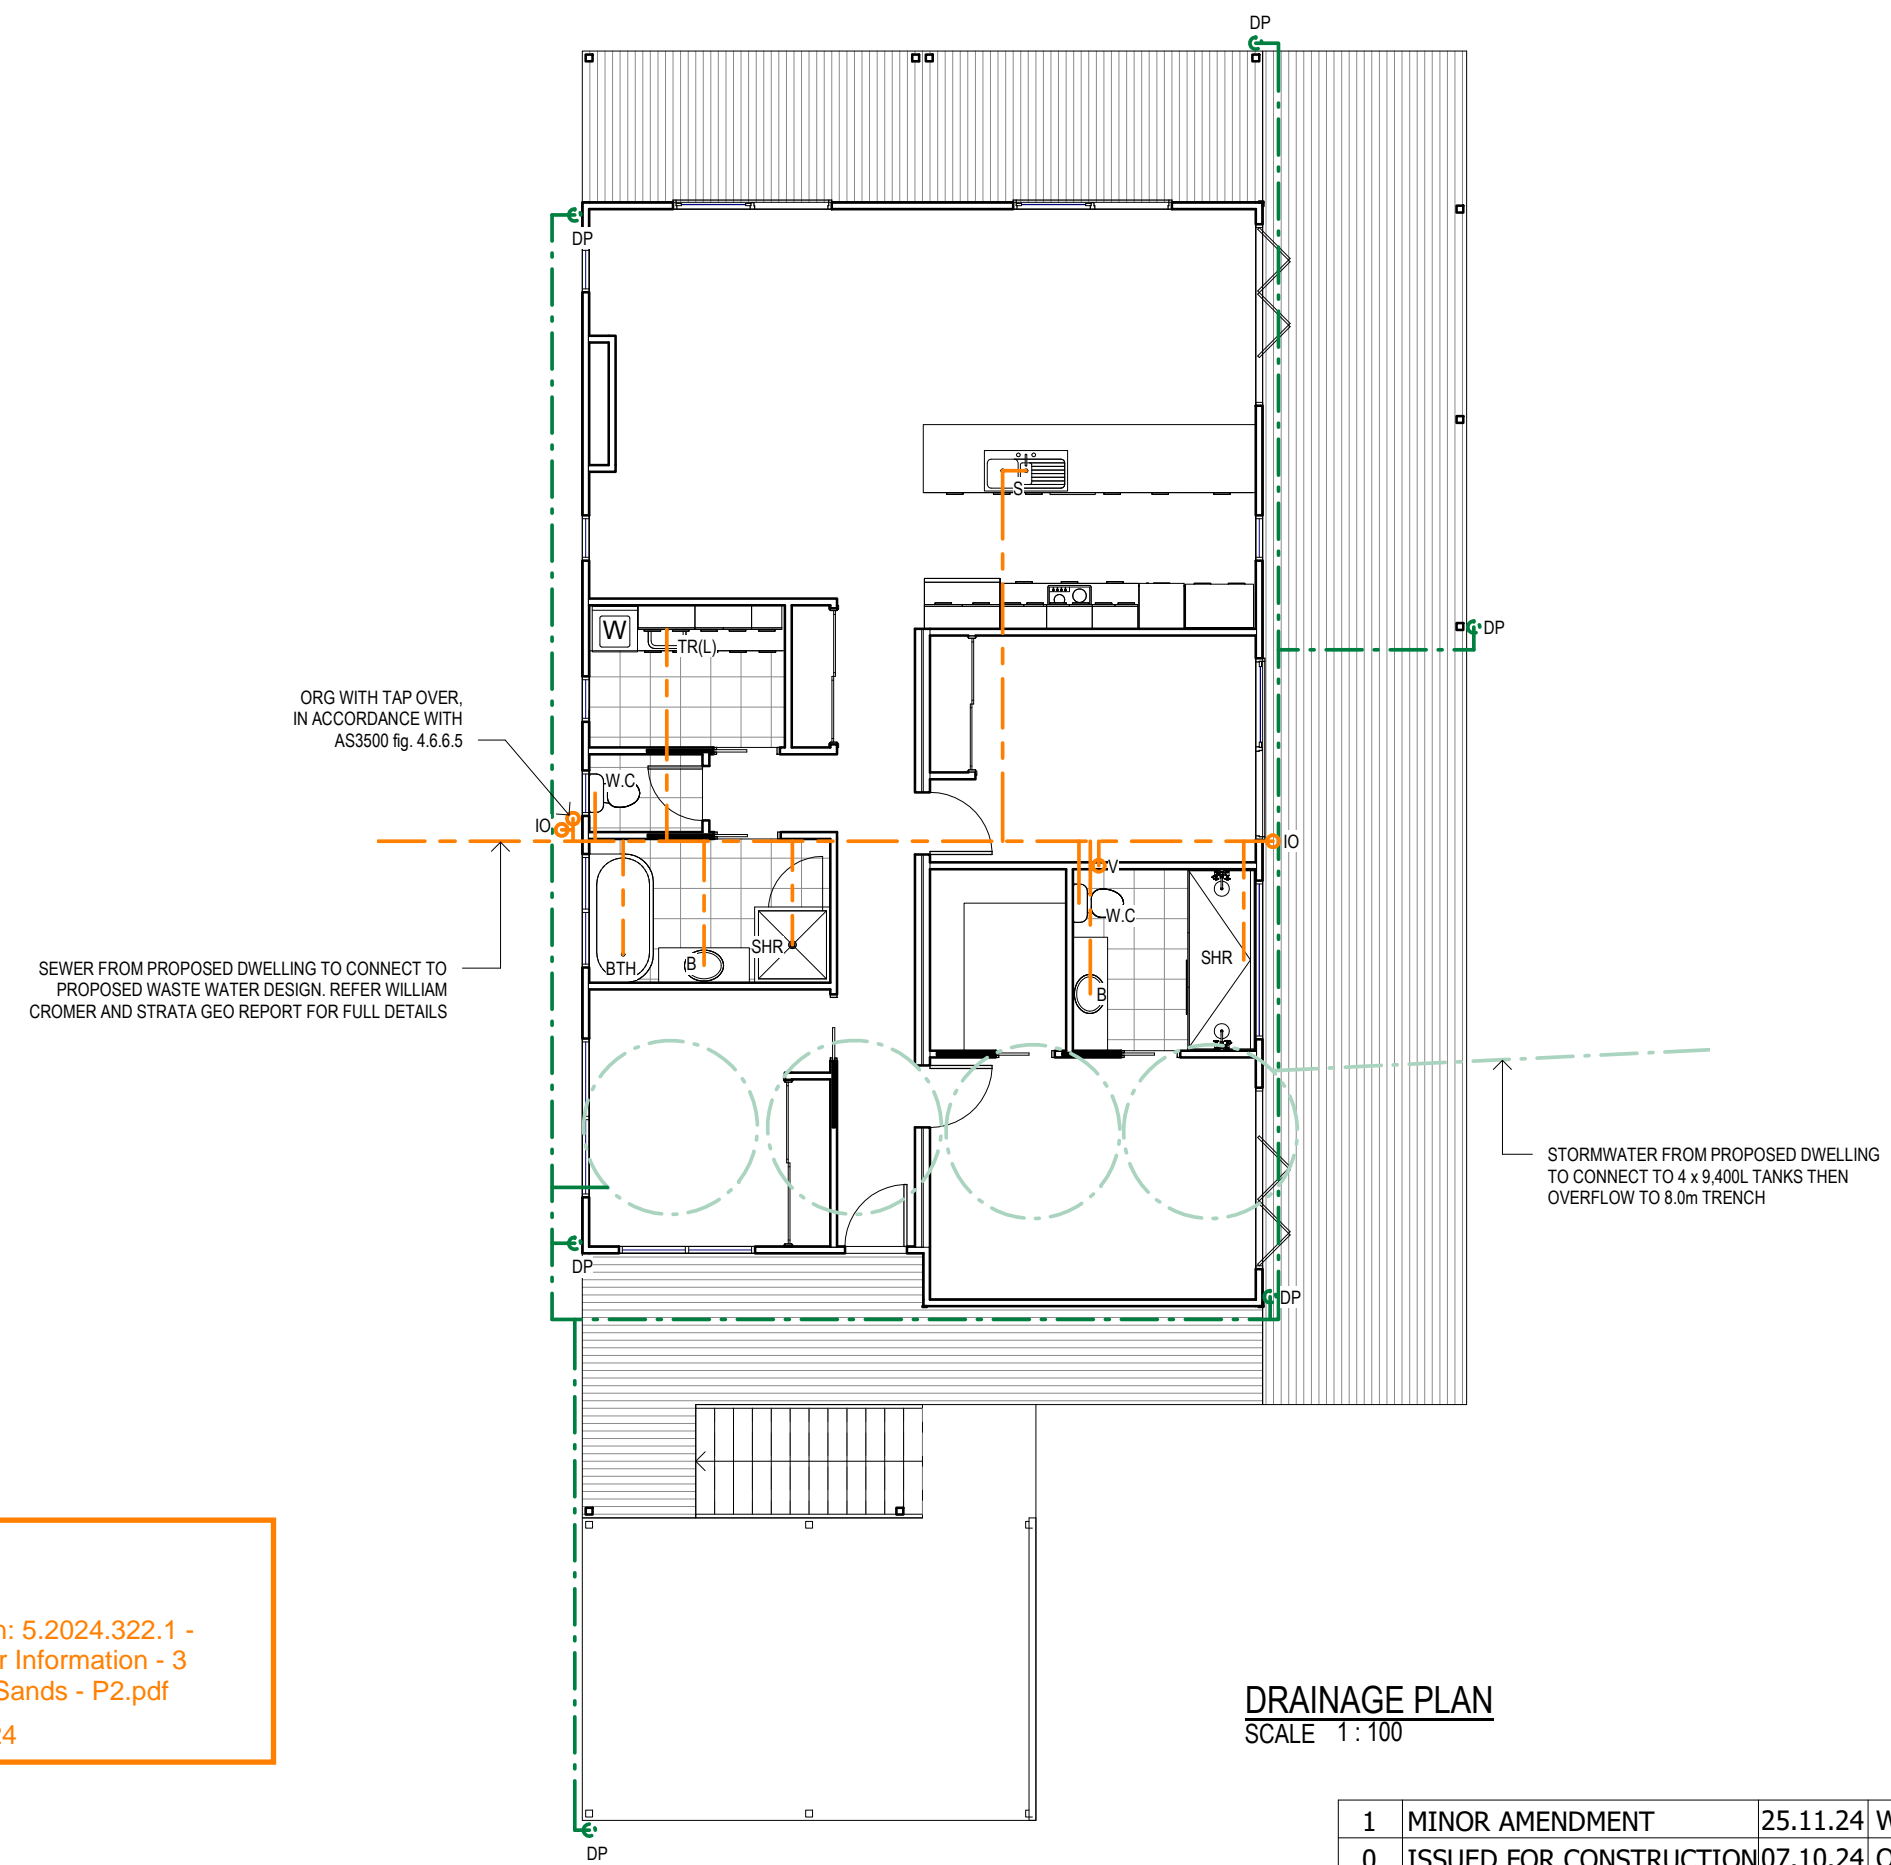 DP
DP
S
DP
W
TR(L)
ORG WITH TAP OVER,
IN ACCORDANCE WITH
AS3500 fig. 4.6.6.5
W.C
IO
IO
V
W.C
SEWER FROM PROPOSED DWELLING TO CONNECT TO
PROPOSED WASTE WATER DESIGN. REFER WILLIAM
CROMER AND STRATA GEO REPORT FOR FULL DETAILS
BTH
B
SHR
SHR
B
STORMWATER FROM PROPOSED DWELLING
TO CONNECT TO 4 x 9,400L TANKS THEN
OVERFLOW TO 8.0m TRENCH
DP
DP
DP
n: 5.2024.322.1 -
r Information - 3
Sands - P2.pdf
24
DRAINAGE PLAN
SCALE 1 : 100
1 MINOR AMENDMENT 25.11.24 W
0 ISSUED FOR CONSTRUCTION 07.10.24